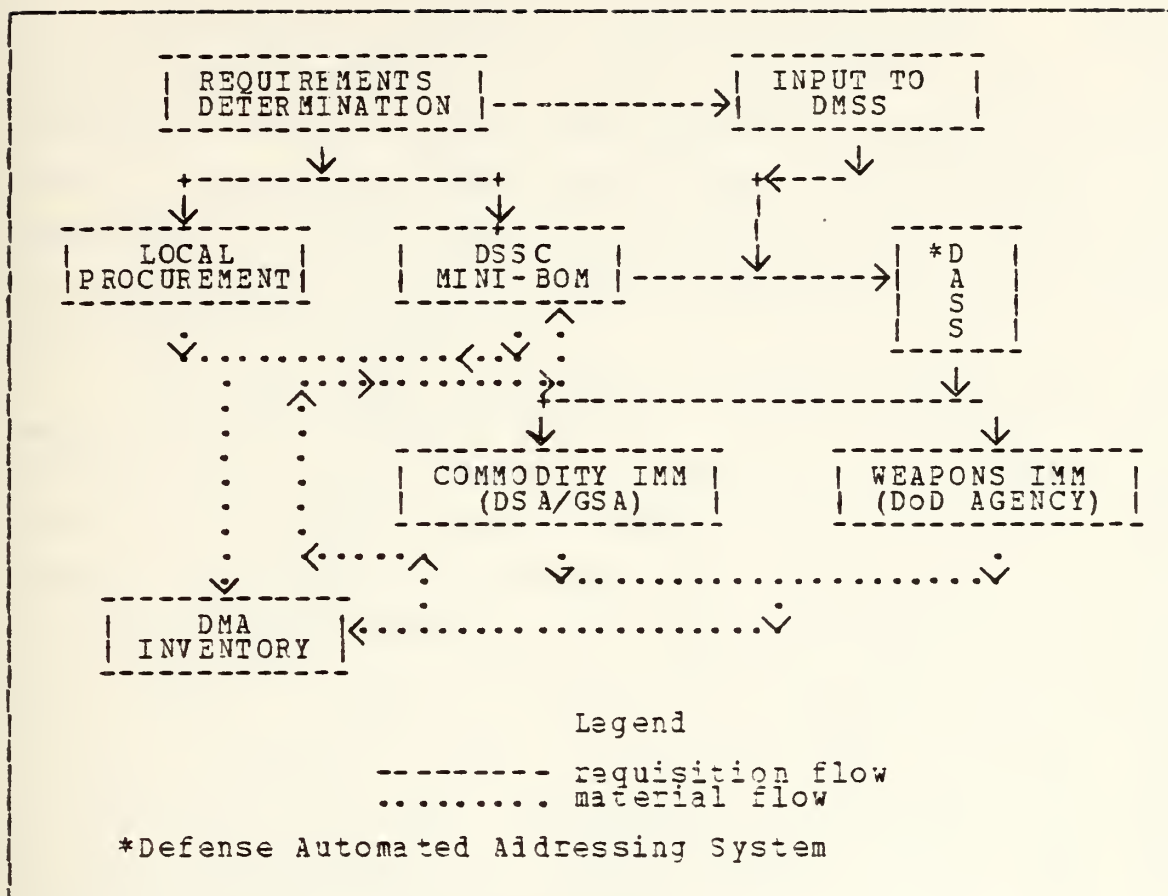 REQUIREMENTS
DETERMINATION
INPUT TO
DMSS
LOCAL
PROCUREMENT
DSSC
MINI-BOM
*D
A
S
S
COMMODITY IMM
(DSA/GSA)
WEAPONS IMM
(DoD AGENCY)
DMA
INVENTORY
Legend
requisition flow
material flow
*Defense Automated Addressing System